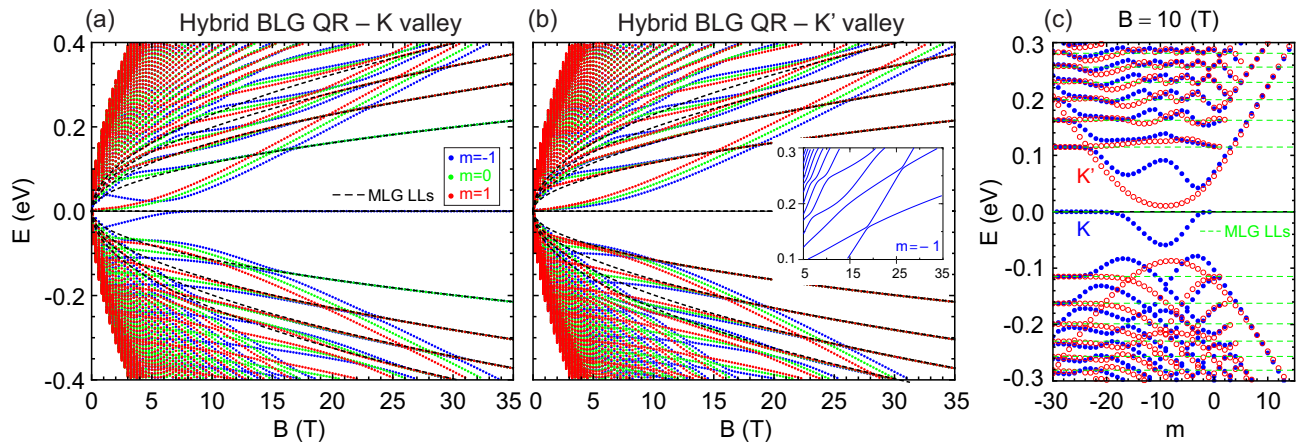 (a)
Hybrid BLG QR – K valley
(b)
Hybrid BLG QR – K' valley
(c)
B = 10 (T)
0.4
0.2
0.0
-0.2
-0.4
E (eV)
m=-1
m=0
m=1
MLG LLs
0 5 10 15 20 25 30 35
B (T)
0.3
0.2
0.1
m = - 1
5 15 25 35
0 5 10 15 20 25 30 35
B (T)
0.3
0.2
0.1
0.0
-0.1
-0.2
-0.3
E (eV)
K'
K
MLG LLs
-30 -20 -10 0 10
m